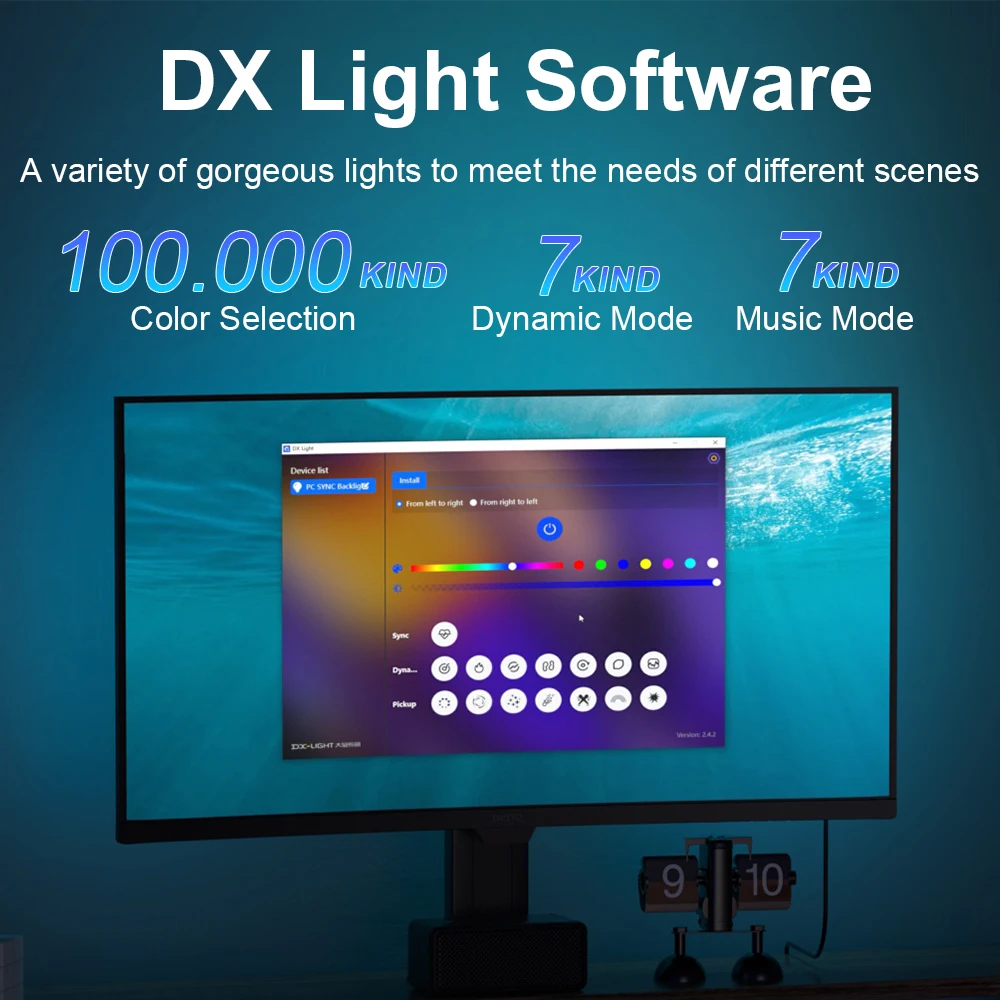 DX Light Software
A variety of gorgeous lights to meet the needs of different scenes
100.000 KIND
Color Selection
7 KIND
Dynamic Mode
7 KIND
Music Mode
DX Light
Device list
PC SYNC Backlight
Install
From left to right
From right to left
Sync
Dyna...
Pickup
DX-LIGHT
Version: 2.4.2
BenQ
9 10